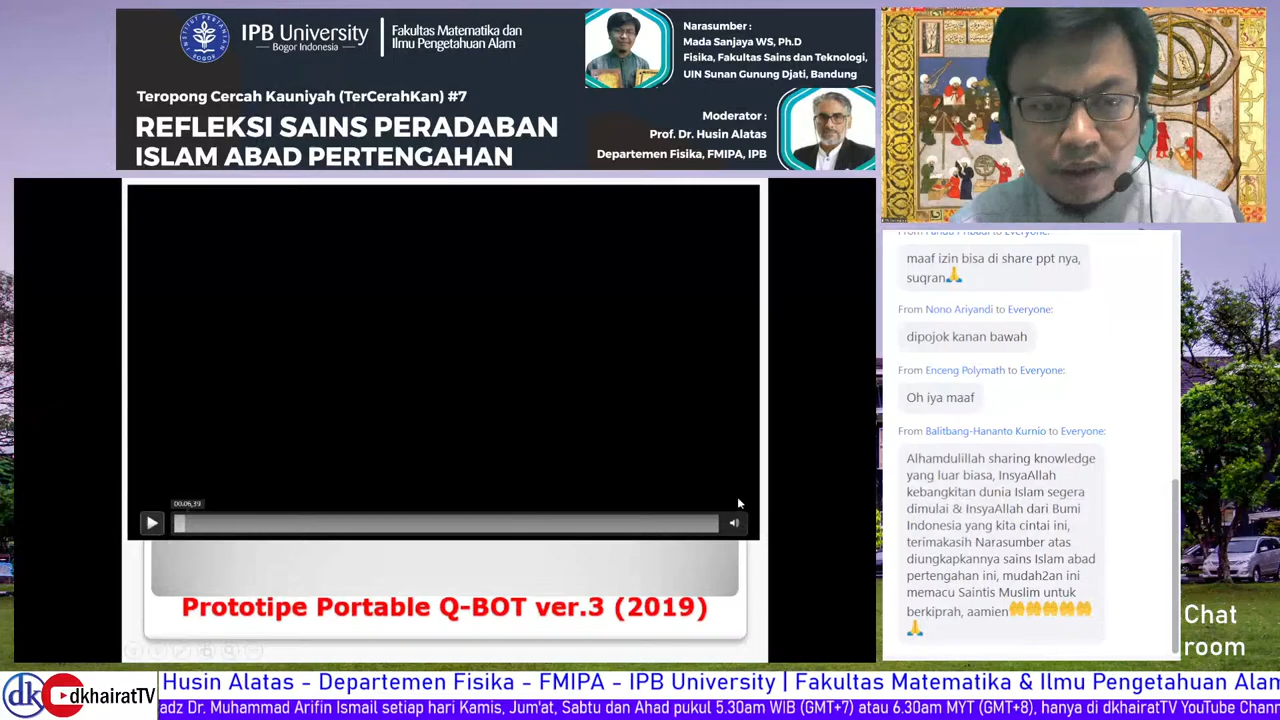 IPB University
Bogor Indonesia
Fakultas Matematika dan
Ilmu Pengetahuan Alam
Teropong Cercah Kauniyah (TerCerahKan) #7
REFLEKSI SAINS PERADABAN
ISLAM ABAD PERTENGAHAN
Narasumber :
Mada Sanjaya WS, Ph.D
Fisika, Fakultas Sains dan Teknologi,
UIN Sunan Gunung Djati, Bandung
Moderator :
Prof. Dr. Husin Alatas
Departemen Fisika, FMIPA, IPB
00:06,39
Prototipe Portable Q-BOT ver.3 (2019)
maaf izin bisa di share ppt nya,
suqran🙏
From Nono Ariyandi to Everyone:
dipojok kanan bawah
From Enceng Polymath to Everyone:
Oh iya maaf
From Balitbang-Hananto Kurnio to Everyone:
Alhamdulillah sharing knowledge
yang luar biasa, InsyaAllah
kebangkitan dunia Islam segera
dimulai & InsyaAllah dari Bumi
Indonesia yang kita cintai ini,
terimakasih Narasumber atas
diungkapkannya sains Islam abad
pertengahan ini, mudah2an ini
memacu Saintis Muslim untuk
berkiprah, aamien🤲🤲🤲🤲🤲
🙏
Chat
room
dk dkhairatTV
Husin Alatas - Departemen Fisika - FMIPA - IPB University | Fakultas Matematika & Ilmu Pengetahuan Alam
adz Dr. Muhammad Arifin Ismail setiap hari Kamis, Jum'at, Sabtu dan Ahad pukul 5.30am WIB (GMT+7) atau 6.30am MYT (GMT+8), hanya di dkhairatTV YouTube Chann